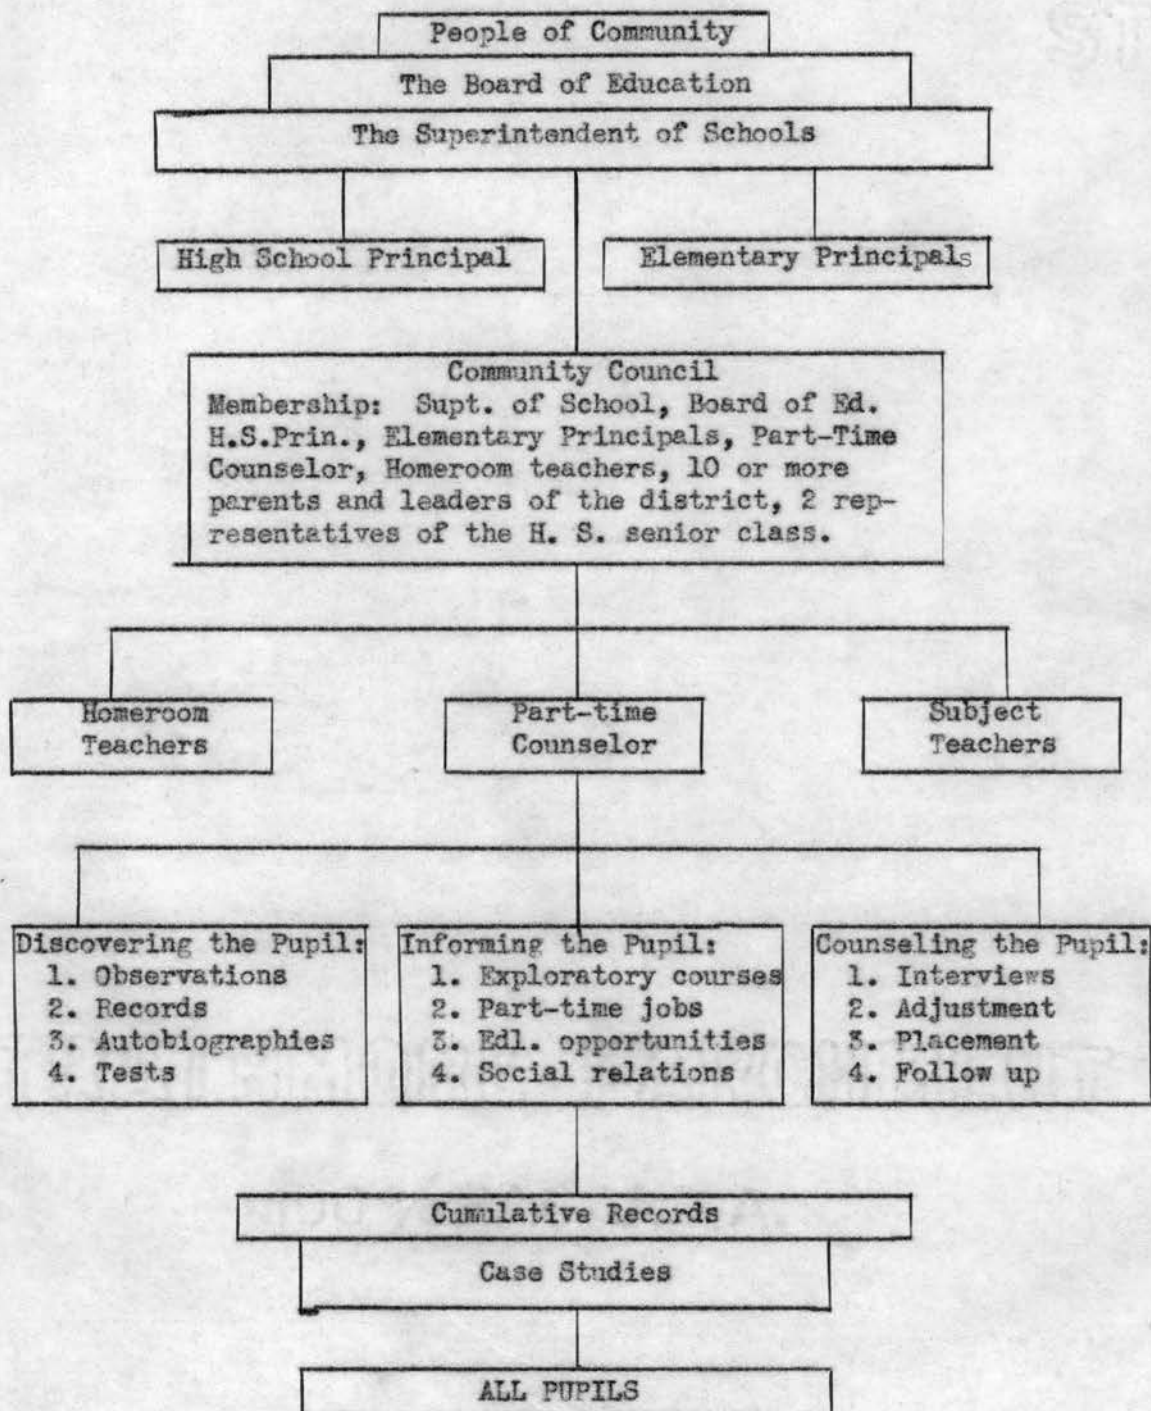 People of Community
The Board of Education
The Superintendent of Schools
High School Principal
Elementary Principals
Community Council
Membership: Supt. of School, Board of Ed.
H.S.Prin., Elementary Principals, Part-Time
Counselor, Homeroom teachers, 10 or more
parents and leaders of the district, 2 rep-
resentatives of the H. S. senior class.
Homeroom
Teachers
Part-time
Counselor
Subject
Teachers
Discovering the Pupil:
1. Observations
2. Records
3. Autobiographies
4. Tests
Informing the Pupil:
1. Exploratory courses
2. Part-time jobs
3. Edl. opportunities
4. Social relations
Counseling the Pupil:
1. Interviews
2. Adjustment
3. Placement
4. Follow up
Cumulative Records
Case Studies
ALL PUPILS